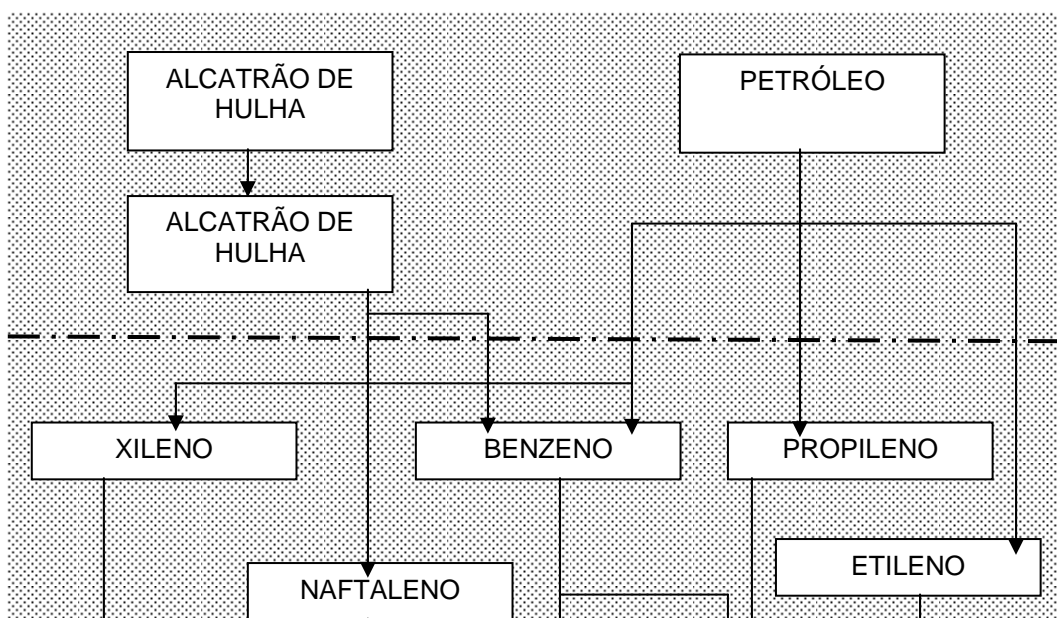 ALCATRÃO DE
HULHA
PETRÓLEO
ALCATRÃO DE
HULHA
XILENO
BENZENO
PROPILENO
ETILENO
NAFTALENO